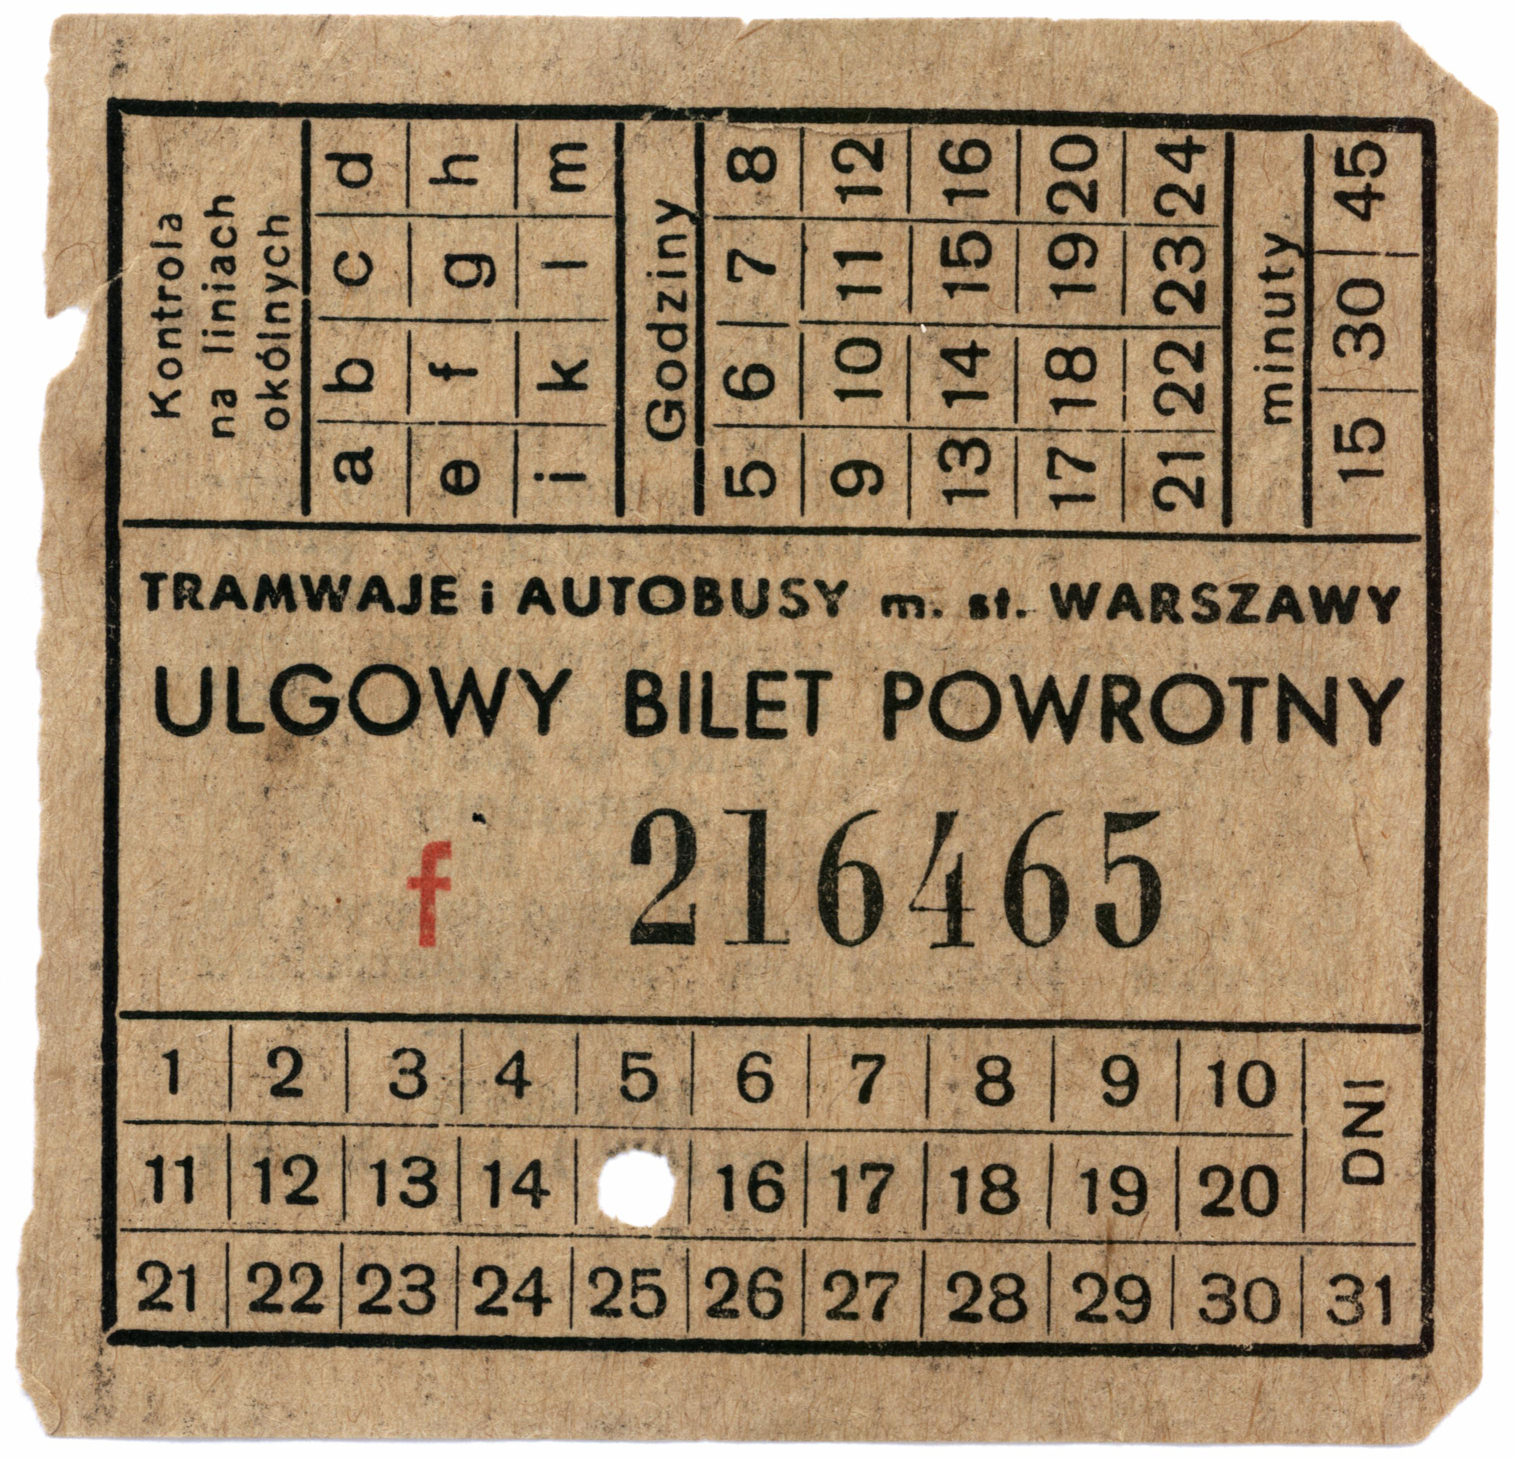 Kontrola
na liniach
okólnych
a b c d
e f g h
i k l m
Godziny
5 6 7 8
9 10 11 12
13 14 15 16
17 18 19 20
21 22 23 24
minuty
15 30 45
TRAMWAJE i AUTOBUSY m. st. WARSZAWY
ULGOWY BILET POWROTNY
f 216465
1 2 3 4 5 6 7 8 9 10
11 12 13 14 16 17 18 19 20
21 22 23 24 25 26 27 28 29 30 31
DNI